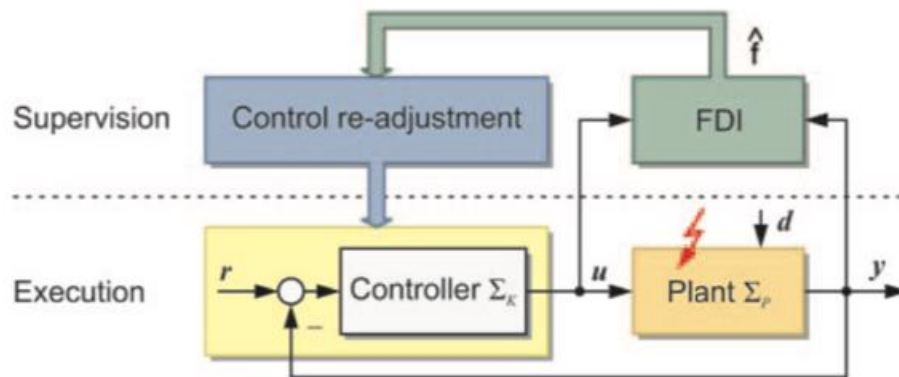 f̂
Supervision
Control re-adjustment
FDI
d
r
Execution
Controller Σ_K
u
Plant Σ_P
y
−